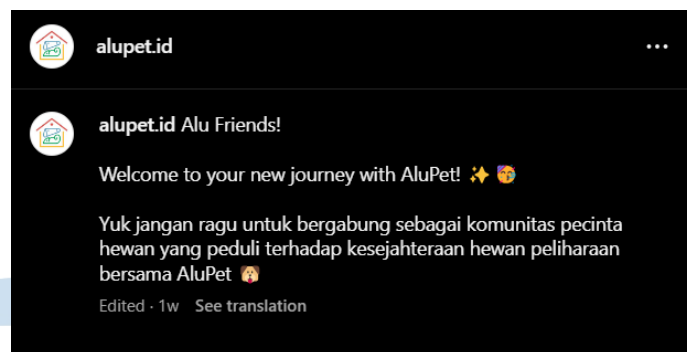 alupet.id
alupet.id Alu Friends!
Welcome to your new journey with AluPet! ✨ 🥳
Yuk jangan ragu untuk bergabung sebagai komunitas pecinta
hewan yang peduli terhadap kesejahteraan hewan peliharaan
bersama AluPet 🐶
Edited · 1w See translation